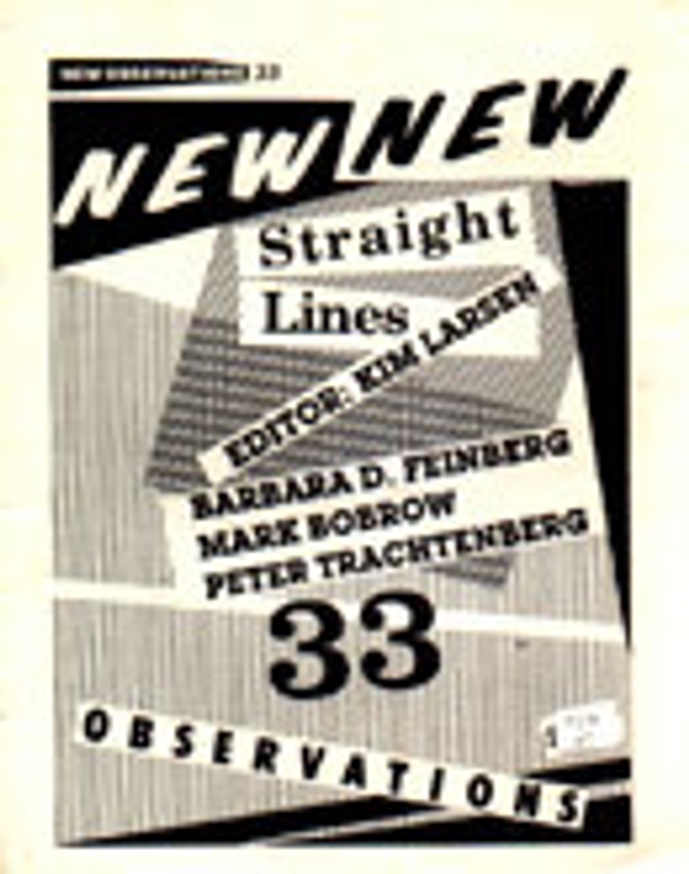 NEW OBSERVATIONS 33
NEW NEW
Straight
Lines
EDITOR: KIM LARSEN
BARBARA D. FEINBERG
MARK BOBROW
PETER TRACHTENBERG
33
OBSERVATIONS